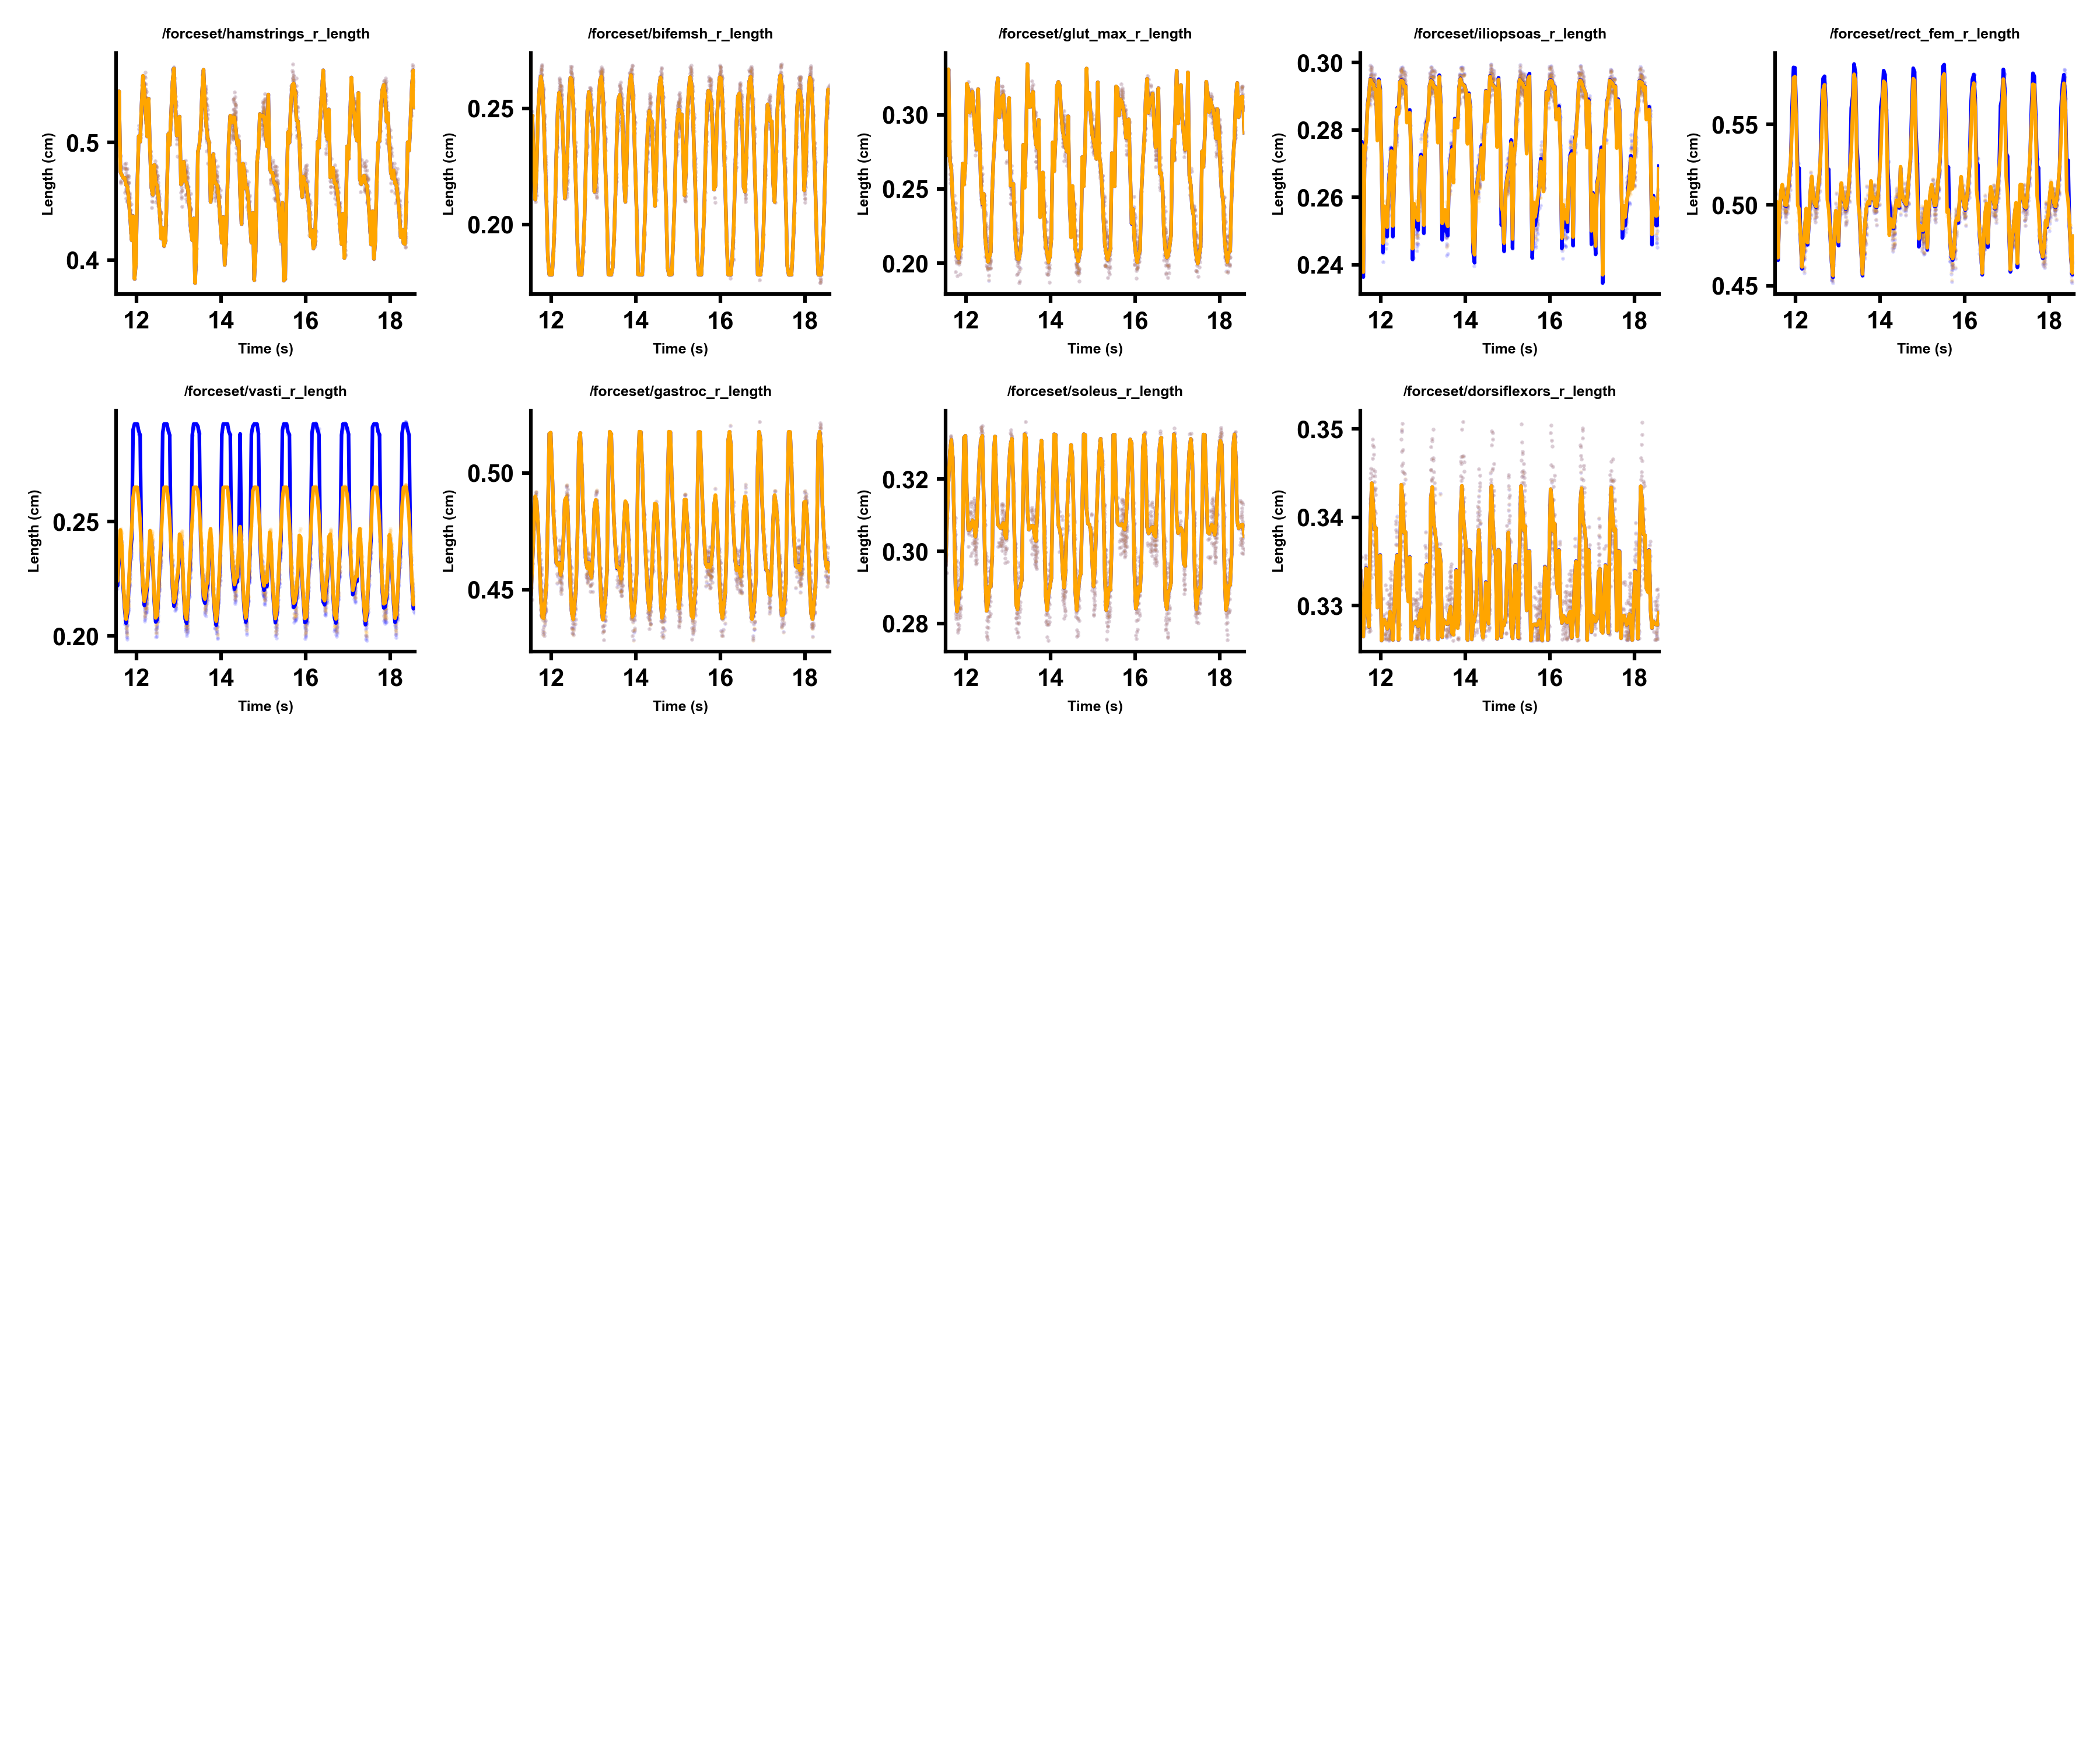 /forceset/hamstrings_r_length
Length (cm)
0.5
0.4
12 14 16 18
Time (s)
/forceset/bifemsh_r_length
Length (cm)
0.25
0.20
12 14 16 18
Time (s)
/forceset/glut_max_r_length
Length (cm)
0.30
0.25
0.20
12 14 16 18
Time (s)
/forceset/iliopsoas_r_length
Length (cm)
0.30
0.28
0.26
0.24
12 14 16 18
Time (s)
/forceset/rect_fem_r_length
Length (cm)
0.55
0.50
0.45
12 14 16 18
Time (s)
/forceset/vasti_r_length
Length (cm)
0.25
0.20
12 14 16 18
Time (s)
/forceset/gastroc_r_length
Length (cm)
0.50
0.45
12 14 16 18
Time (s)
/forceset/soleus_r_length
Length (cm)
0.32
0.30
0.28
12 14 16 18
Time (s)
/forceset/dorsiflexors_r_length
Length (cm)
0.35
0.34
0.33
12 14 16 18
Time (s)